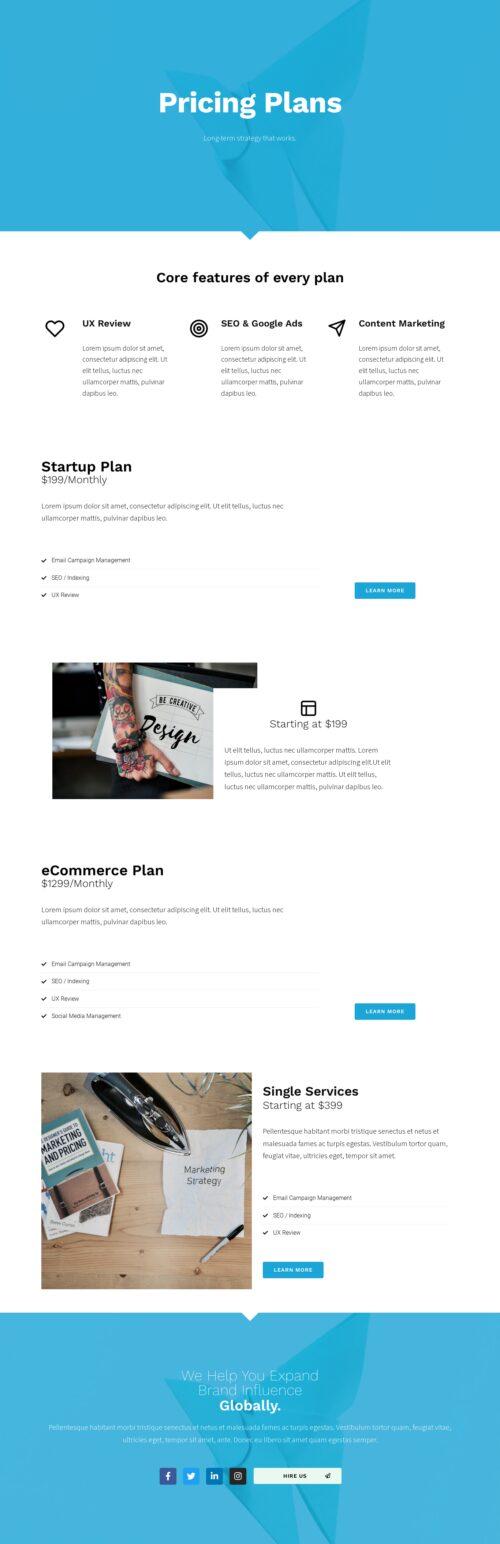 Pricing Plans
Long-term strategy that works.
Core features of every plan
UX Review
Lorem ipsum dolor sit amet,
consectetur adipiscing elit. Ut
elit tellus, luctus nec
ullamcorper mattis, pulvinar
dapibus leo.
SEO & Google Ads
Lorem ipsum dolor sit amet,
consectetur adipiscing elit. Ut
elit tellus, luctus nec
ullamcorper mattis, pulvinar
dapibus leo.
Content Marketing
Lorem ipsum dolor sit amet,
consectetur adipiscing elit. Ut
elit tellus, luctus nec
ullamcorper mattis, pulvinar
dapibus leo.
Startup Plan
$199/Monthly
Lorem ipsum dolor sit amet, consectetur adipiscing elit. Ut elit tellus, luctus nec
ullamcorper mattis, pulvinar dapibus leo.
Email Campaign Management
SEO / Indexing
UX Review
LEARN MORE
BE CREATIVE
Design
Starting at $199
Ut elit tellus, luctus nec ullamcorper mattis. Lorem
ipsum dolor sit amet, consectetur adipiscing elit.Ut elit
tellus, luctus nec ullamcorper mattis. Ut elit tellus,
luctus nec ullamcorper mattis, pulvinar dapibus leo.
eCommerce Plan
$1299/Monthly
Lorem ipsum dolor sit amet, consectetur adipiscing elit. Ut elit tellus, luctus nec
ullamcorper mattis, pulvinar dapibus leo.
Email Campaign Management
SEO / Indexing
UX Review
Social Media Management
LEARN MORE
DESIGNER'S GUIDE TO
MARKETING
AND PRICING
Marketing
Strategy
Single Services
Starting at $399
Pellentesque habitant morbi tristique senectus et netus et
malesuada fames ac turpis egestas. Vestibulum tortor quam,
feugiat vitae, ultricies eget, tempor sit amet.
Email Campaign Management
SEO / Indexing
UX Review
LEARN MORE
We Help You Expand
Brand Influence
Globally.
Pellentesque habitant morbi tristique senectus et netus et malesuada fames ac turpis egestas. Vestibulum tortor quam, feugiat vitae,
ultricies eget, tempor sit amet, ante. Donec eu libero sit amet quam egestas semper.
HIRE US